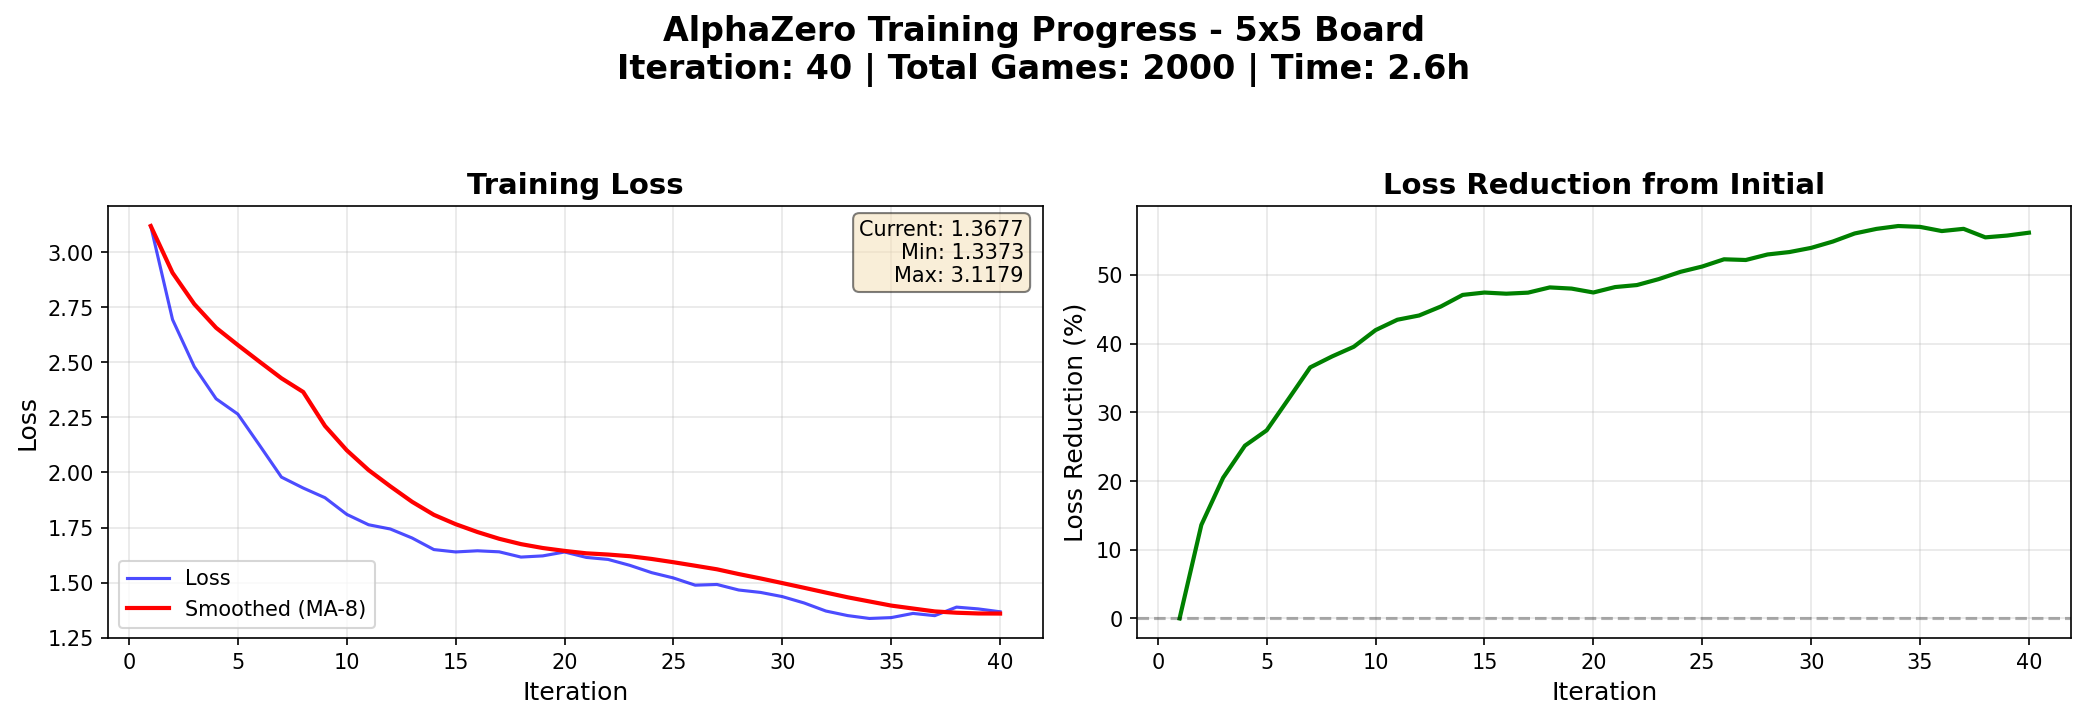 AlphaZero Training Progress - 5x5 Board
Iteration: 40 | Total Games: 2000 | Time: 2.6h
Training Loss
Current: 1.3677
Min: 1.3373
Max: 3.1179
3.00
2.75
2.50
2.25
2.00
1.75
1.50
1.25
Loss
Loss
Smoothed (MA-8)
0 5 10 15 20 25 30 35 40
Iteration
Loss Reduction from Initial
50
40
30
20
10
0
Loss Reduction (%)
0 5 10 15 20 25 30 35 40
Iteration